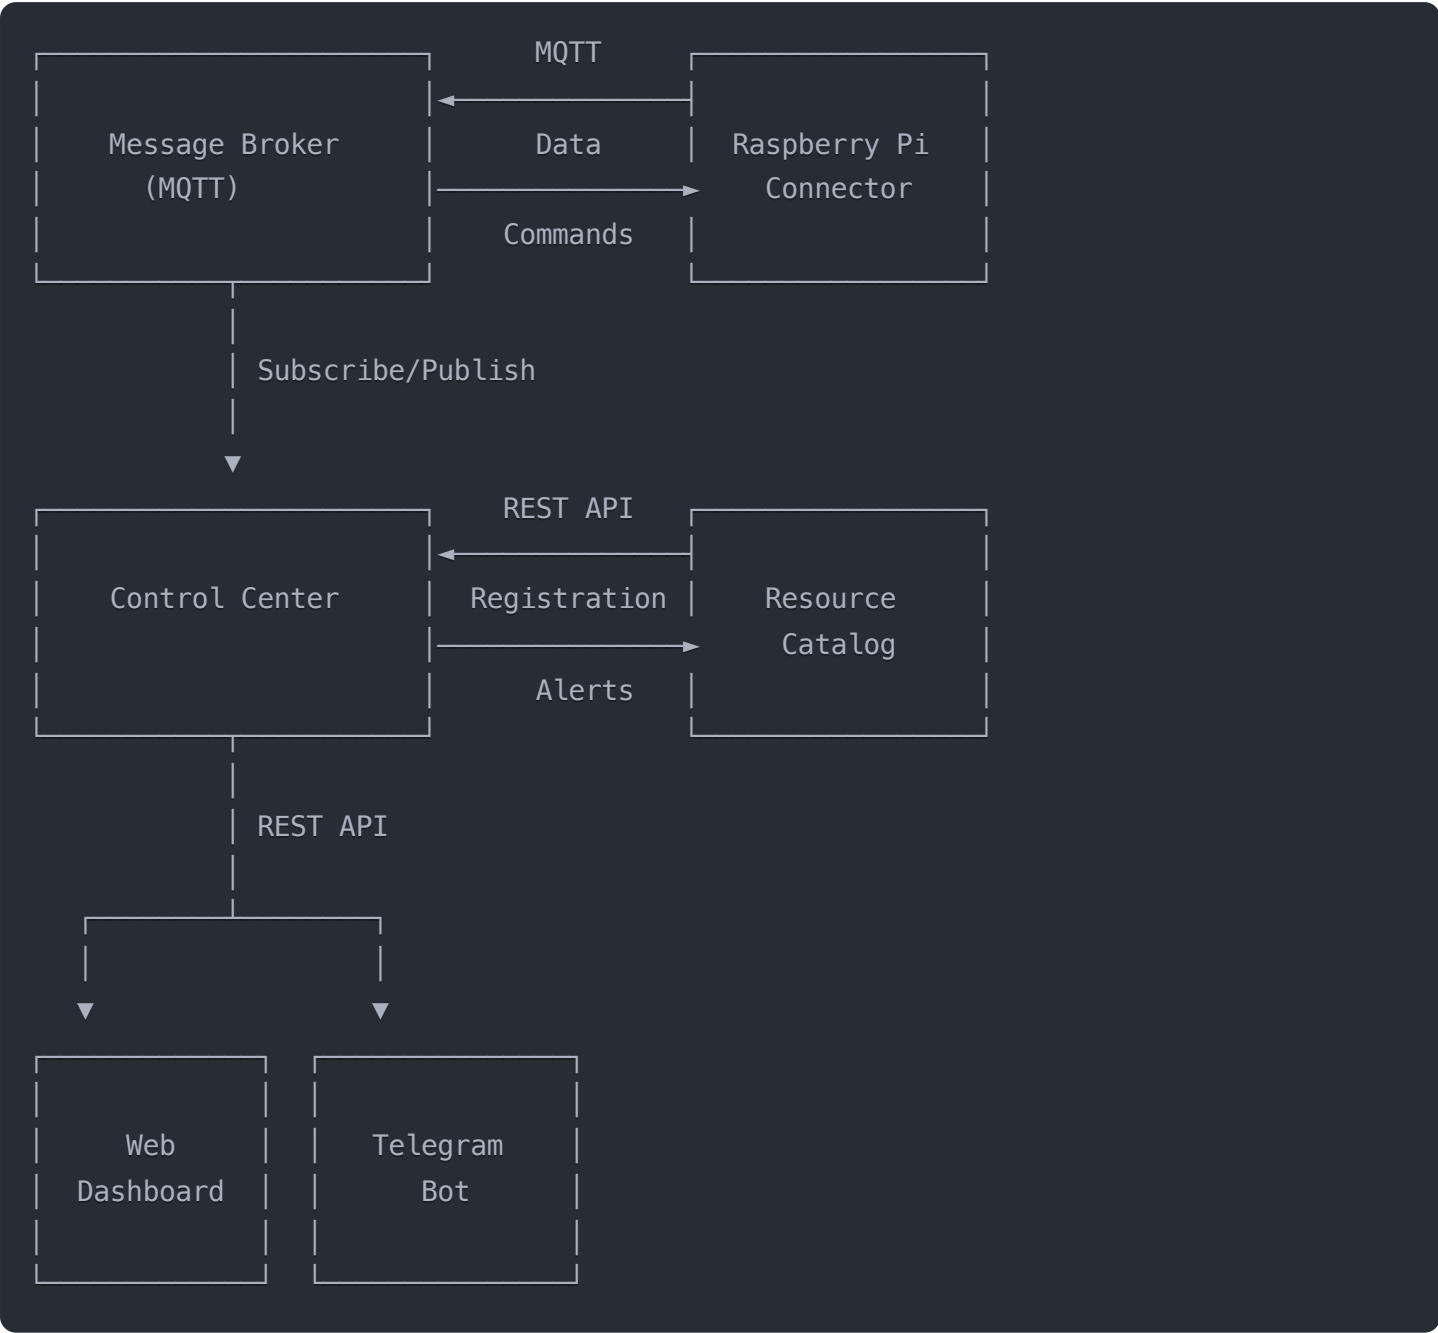 MQTT
Message Broker Data Raspberry Pi
(MQTT) Connector
Commands
Subscribe/Publish
REST API
Control Center Registration Resource
Catalog
Alerts
REST API
Web Telegram
Dashboard Bot